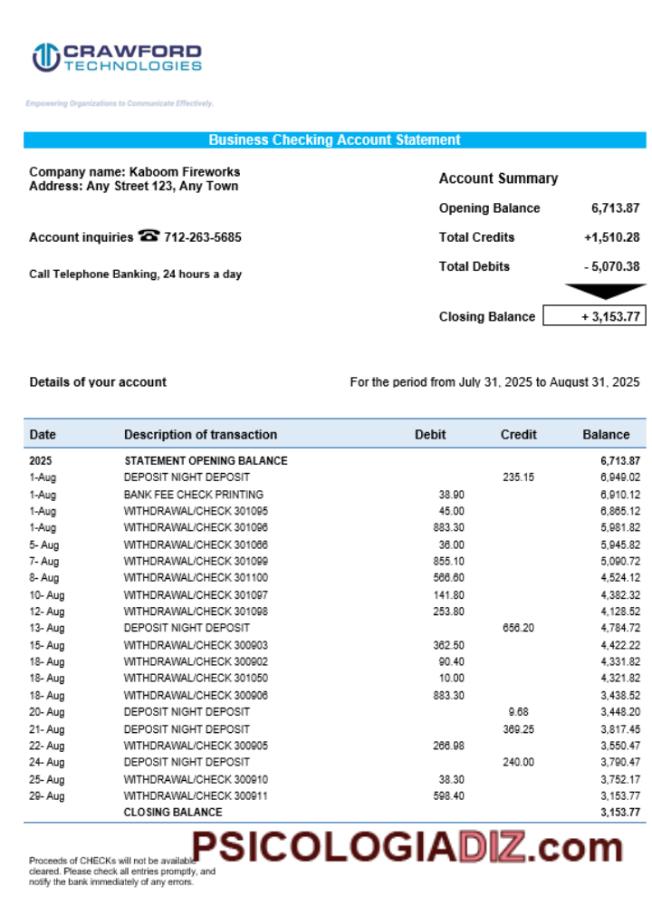 CRAWFORD
TECHNOLOGIES
Empowering Organizations to Communicate Effectively.
Business Checking Account Statement
Company name: Kaboom Fireworks
Address: Any Street 123, Any Town
Account inquiries ☎ 712-263-5685
Call Telephone Banking, 24 hours a day
Account Summary
Opening Balance 6,713.87
Total Credits +1,510.28
Total Debits - 5,070.38
Closing Balance + 3,153.77
Details of your account For the period from July 31, 2025 to August 31, 2025
Date Description of transaction Debit Credit Balance
2025 STATEMENT OPENING BALANCE 6,713.87
1-Aug DEPOSIT NIGHT DEPOSIT 235.15 6,949.02
1-Aug BANK FEE CHECK PRINTING 38.90 6,910.12
1-Aug WITHDRAWAL/CHECK 301095 45.00 6,865.12
1-Aug WITHDRAWAL/CHECK 301096 883.30 5,981.82
5- Aug WITHDRAWAL/CHECK 301066 36.00 5,945.82
7- Aug WITHDRAWAL/CHECK 301099 855.10 5,090.72
8- Aug WITHDRAWAL/CHECK 301100 566.60 4,524.12
10- Aug WITHDRAWAL/CHECK 301097 141.80 4,382.32
12- Aug WITHDRAWAL/CHECK 301098 253.80 4,128.52
13- Aug DEPOSIT NIGHT DEPOSIT 656.20 4,784.72
15- Aug WITHDRAWAL/CHECK 300903 362.50 4,422.22
18- Aug WITHDRAWAL/CHECK 300902 90.40 4,331.82
18- Aug WITHDRAWAL/CHECK 301050 10.00 4,321.82
18- Aug WITHDRAWAL/CHECK 300906 883.30 3,438.52
20- Aug DEPOSIT NIGHT DEPOSIT 9.68 3,448.20
21- Aug DEPOSIT NIGHT DEPOSIT 369.25 3,817.45
22- Aug WITHDRAWAL/CHECK 300905 266.98 3,550.47
24- Aug DEPOSIT NIGHT DEPOSIT 240.00 3,790.47
25- Aug WITHDRAWAL/CHECK 300910 38.30 3,752.17
29- Aug WITHDRAWAL/CHECK 300911 598.40 3,153.77
CLOSING BALANCE 3,153.77
PSICOLOGIADIZ.com
Proceeds of CHECKs will not be available
cleared. Please check all entries promptly, and
notify the bank immediately of any errors.